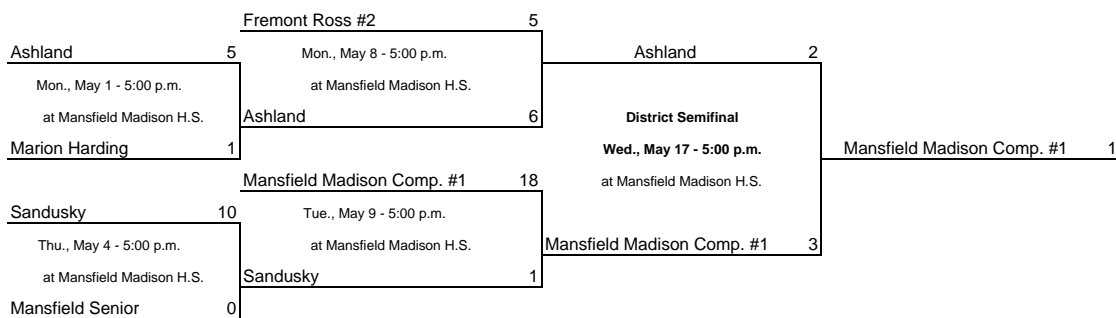 Fremont Ross #2 5
Ashland 5
Mon., May 8 - 5:00 p.m.
Ashland 2
Mon., May 1 - 5:00 p.m.
at Mansfield Madison H.S.
at Mansfield Madison H.S.
Ashland 6
District Semifinal
Marion Harding 1
Wed., May 17 - 5:00 p.m.
Mansfield Madison Comp. #1 1
Mansfield Madison Comp. #1 18
at Mansfield Madison H.S.
Sandusky 10
Tue., May 9 - 5:00 p.m.
Thu., May 4 - 5:00 p.m.
at Mansfield Madison H.S.
Mansfield Madison Comp. #1 3
at Mansfield Madison H.S.
Sandusky 1
Mansfield Senior 0